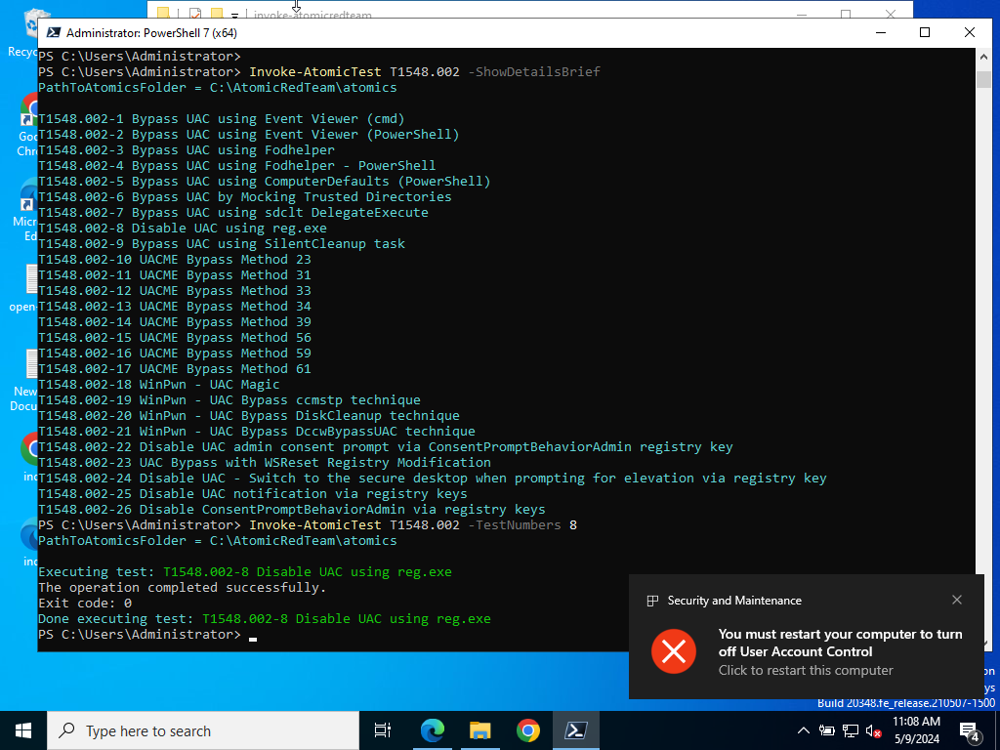 invoke-atomicredteam
Administrator: PowerShell 7 (x64)
PS C:\Users\Administrator>
PS C:\Users\Administrator> Invoke-AtomicTest T1548.002 -ShowDetailsBrief
PathToAtomicsFolder = C:\AtomicRedTeam\atomics
T1548.002-1 Bypass UAC using Event Viewer (cmd)
T1548.002-2 Bypass UAC using Event Viewer (PowerShell)
T1548.002-3 Bypass UAC using Fodhelper
T1548.002-4 Bypass UAC using Fodhelper - PowerShell
T1548.002-5 Bypass UAC using ComputerDefaults (PowerShell)
T1548.002-6 Bypass UAC by Mocking Trusted Directories
T1548.002-7 Bypass UAC using sdclt DelegateExecute
T1548.002-8 Disable UAC using reg.exe
T1548.002-9 Bypass UAC using SilentCleanup task
T1548.002-10 UACME Bypass Method 23
T1548.002-11 UACME Bypass Method 31
T1548.002-12 UACME Bypass Method 33
T1548.002-13 UACME Bypass Method 34
T1548.002-14 UACME Bypass Method 39
T1548.002-15 UACME Bypass Method 56
T1548.002-16 UACME Bypass Method 59
T1548.002-17 UACME Bypass Method 61
T1548.002-18 WinPwn - UAC Magic
T1548.002-19 WinPwn - UAC Bypass ccmstp technique
T1548.002-20 WinPwn - UAC Bypass DiskCleanup technique
T1548.002-21 WinPwn - UAC Bypass DccwBypassUAC technique
T1548.002-22 Disable UAC admin consent prompt via ConsentPromptBehaviorAdmin registry key
T1548.002-23 UAC Bypass with WSReset Registry Modification
T1548.002-24 Disable UAC - Switch to the secure desktop when prompting for elevation via registry key
T1548.002-25 Disable UAC notification via registry keys
T1548.002-26 Disable ConsentPromptBehaviorAdmin via registry keys
PS C:\Users\Administrator> Invoke-AtomicTest T1548.002 -TestNumbers 8
PathToAtomicsFolder = C:\AtomicRedTeam\atomics
Executing test: T1548.002-8 Disable UAC using reg.exe
The operation completed successfully.
Exit code: 0
Done executing test: T1548.002-8 Disable UAC using reg.exe
PS C:\Users\Administrator>
Recyc
Goo
Chr
Micr
Ed
open-
New
Docu
inc
inc
Security and Maintenance
You must restart your computer to turn
off User Account Control
Click to restart this computer
on
ys
Build 20348.fe_release.210507-1500
Type here to search
11:08 AM
5/9/2024
4